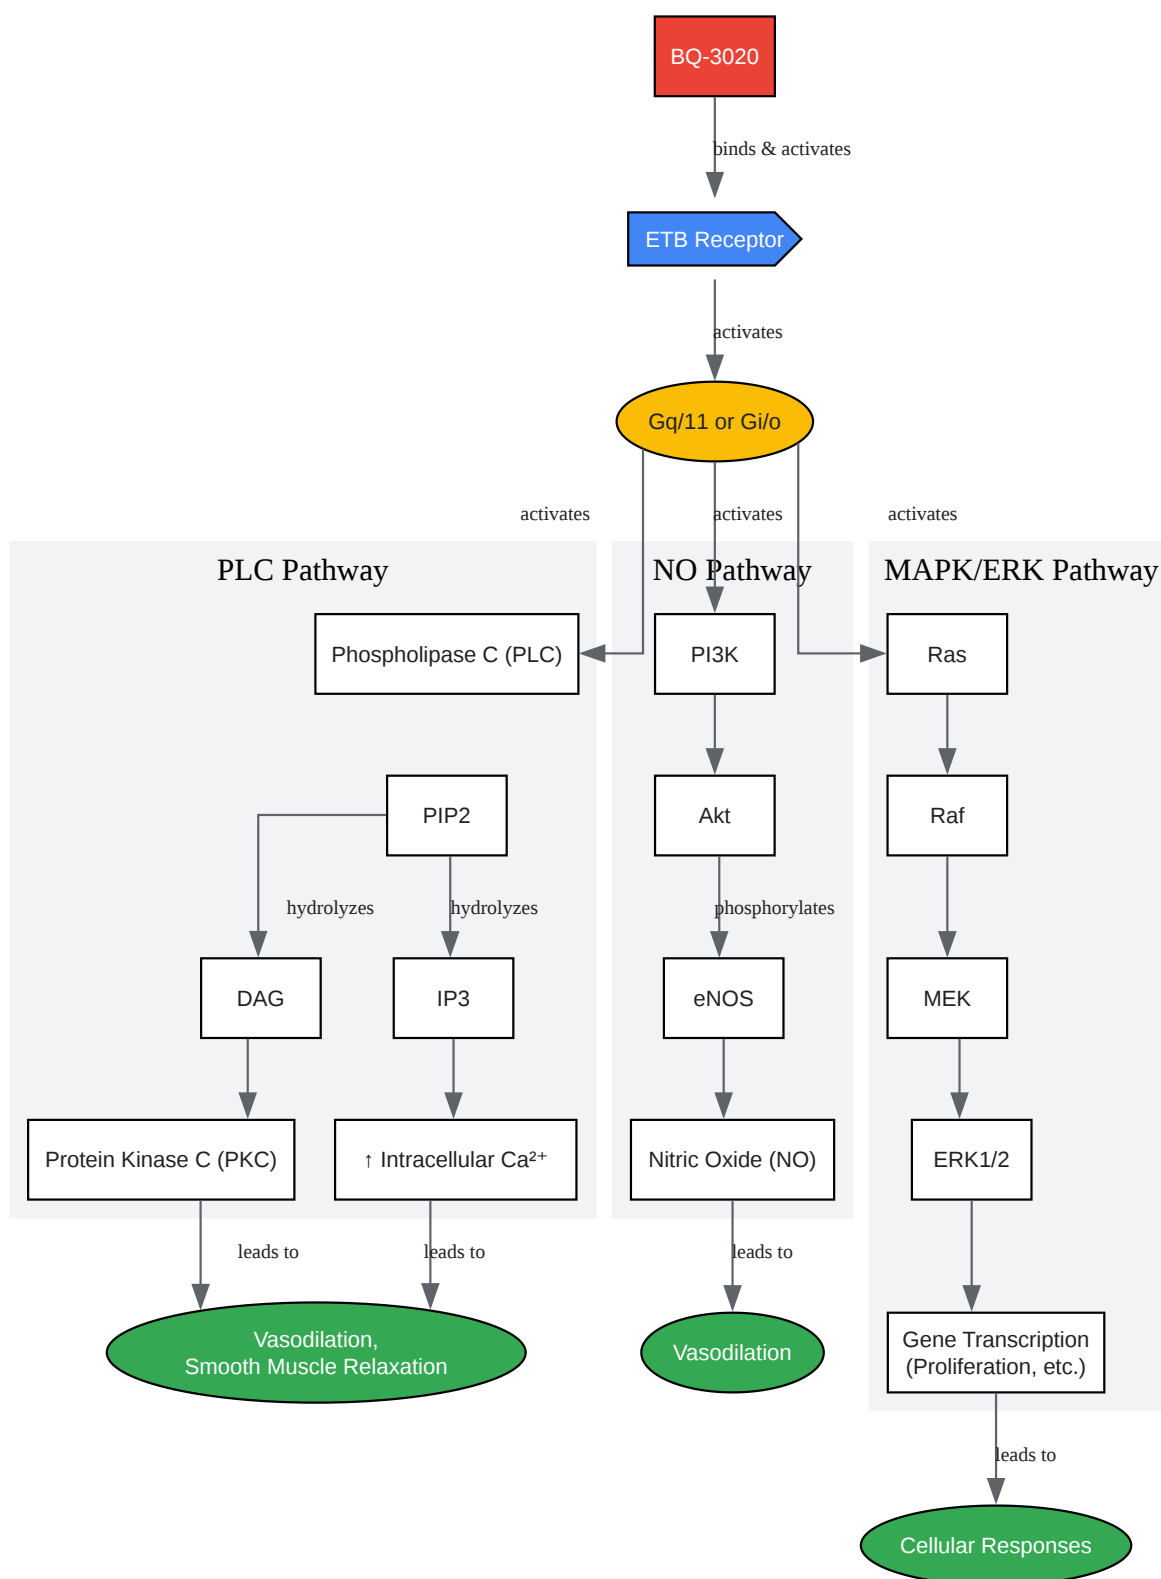 BQ-3020
binds & activates
ETB Receptor
activates
Gq/11 or Gi/o
activates
activates
activates
PLC Pathway
NO Pathway
MAPK/ERK Pathway
Phospholipase C (PLC)
PI3K
Ras
PIP2
Akt
Raf
hydrolyzes
hydrolyzes
phosphorylates
DAG
IP3
eNOS
MEK
Protein Kinase C (PKC)
↑ Intracellular Ca²⁺
Nitric Oxide (NO)
ERK1/2
leads to
leads to
leads to
Vasodilation,
Smooth Muscle Relaxation
Vasodilation
Gene Transcription
(Proliferation, etc.)
leads to
Cellular Responses